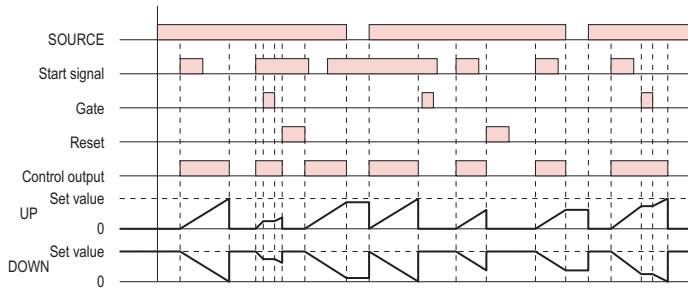 SOURCE
Start signal
Gate
Reset
Control output
Set value
UP
0
Set value
DOWN
0